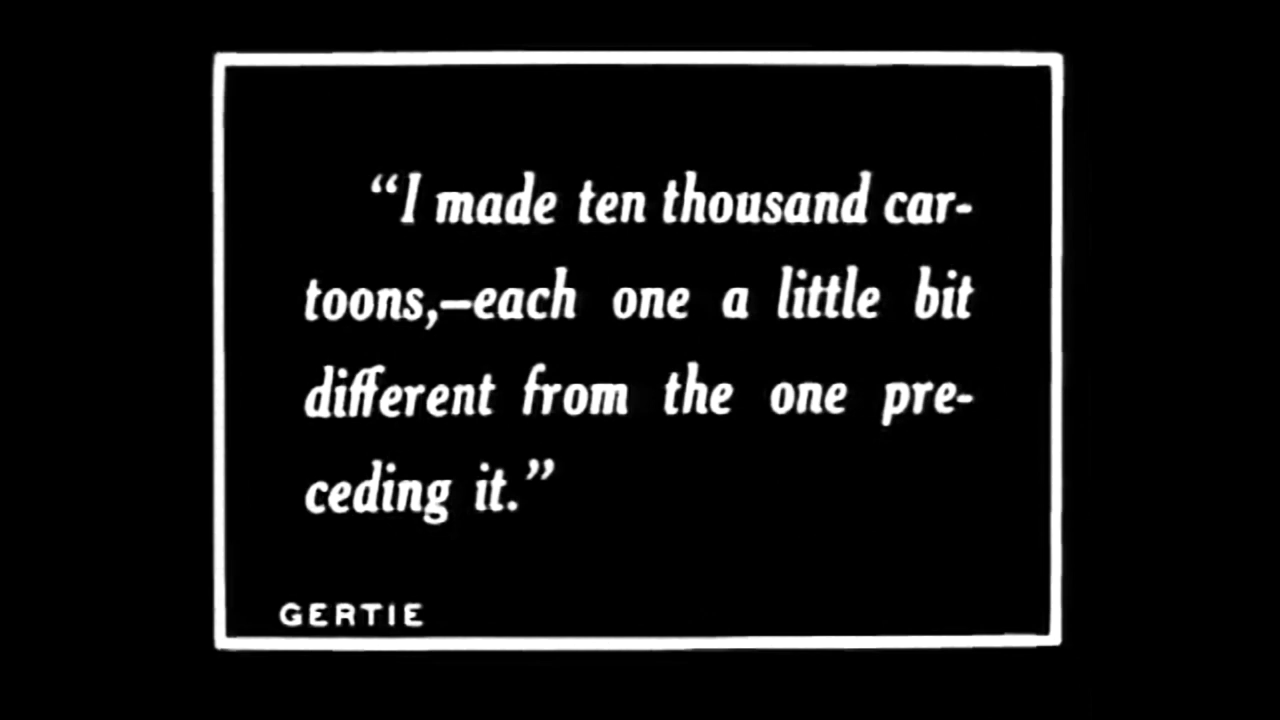 “I made ten thousand car-
toons,–each one a little bit
different from the one pre-
ceding it.”
GERTIE